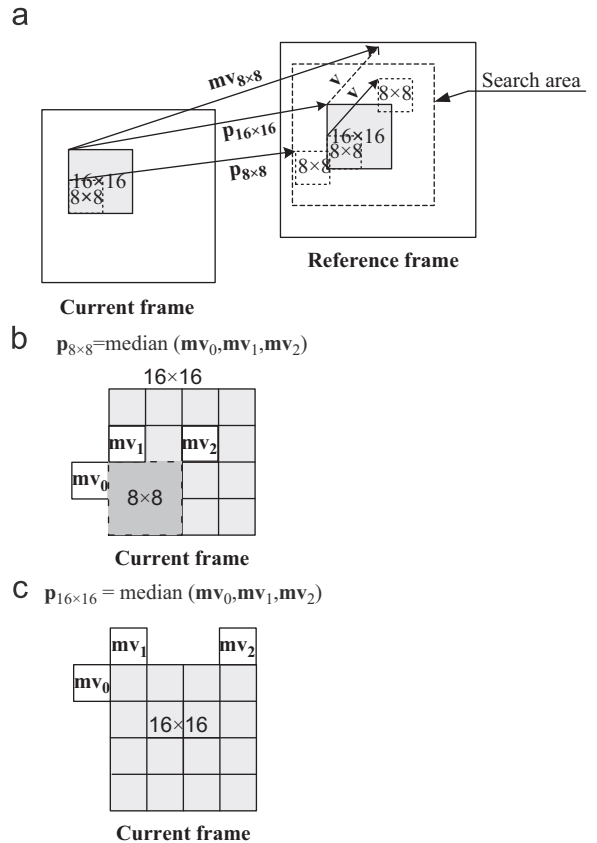 a
mv8×8
v
v
8×8
Search area
p16×16
16×16
8×8
8×8
p8×8
16×16
8×8
Reference frame
Current frame
b
p8×8=median (mv0,mv1,mv2)
16×16
mv1
mv2
mv0
8×8
Current frame
c
p16×16 = median (mv0,mv1,mv2)
mv1
mv2
mv0
16×16
Current frame